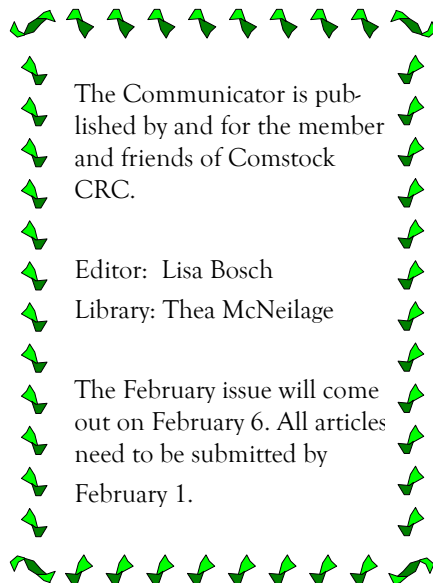 The Communicator is pub-
lished by and for the member
and friends of Comstock
CRC.
Editor:  Lisa Bosch
Library: Thea McNeilage
The February issue will come
out on February 6. All articles
need to be submitted by
February 1.